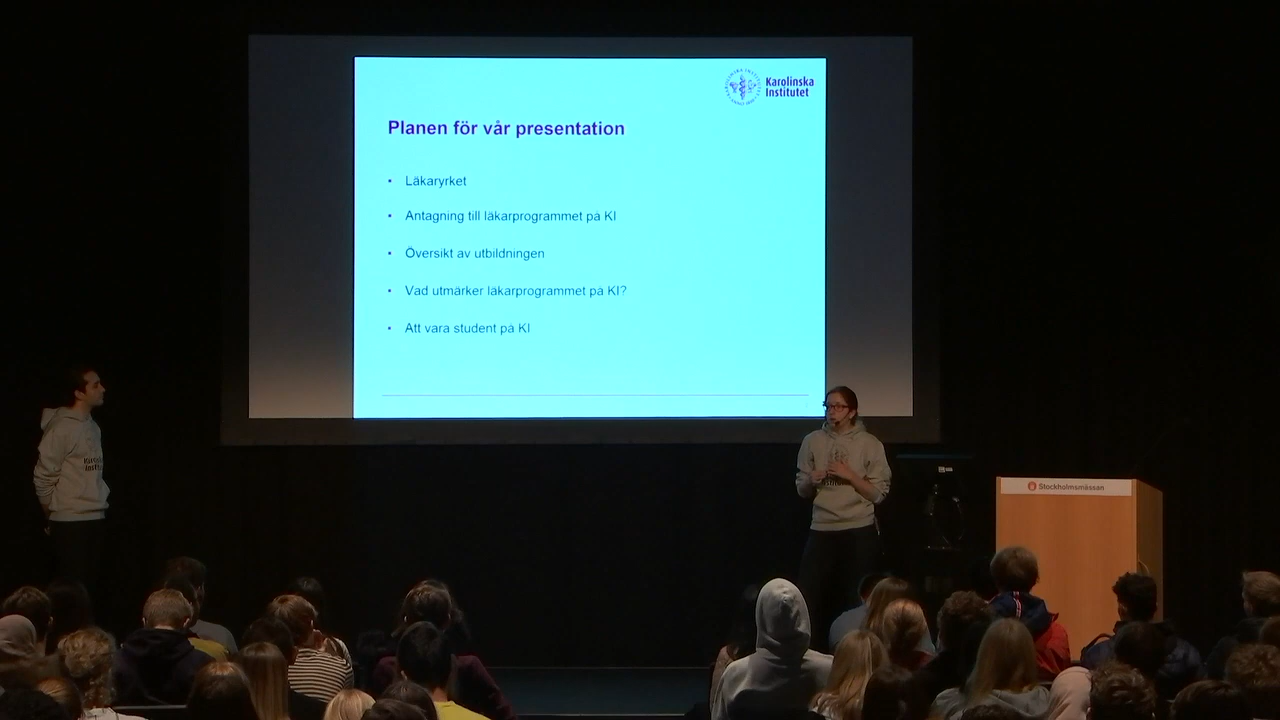 Karolinska
Institutet
Planen för vår presentation
• Läkaryrket
• Antagning till läkarprogrammet på KI
• Översikt av utbildningen
• Vad utmärker läkarprogrammet på KI?
• Att vara student på KI
Stockholmsmässan